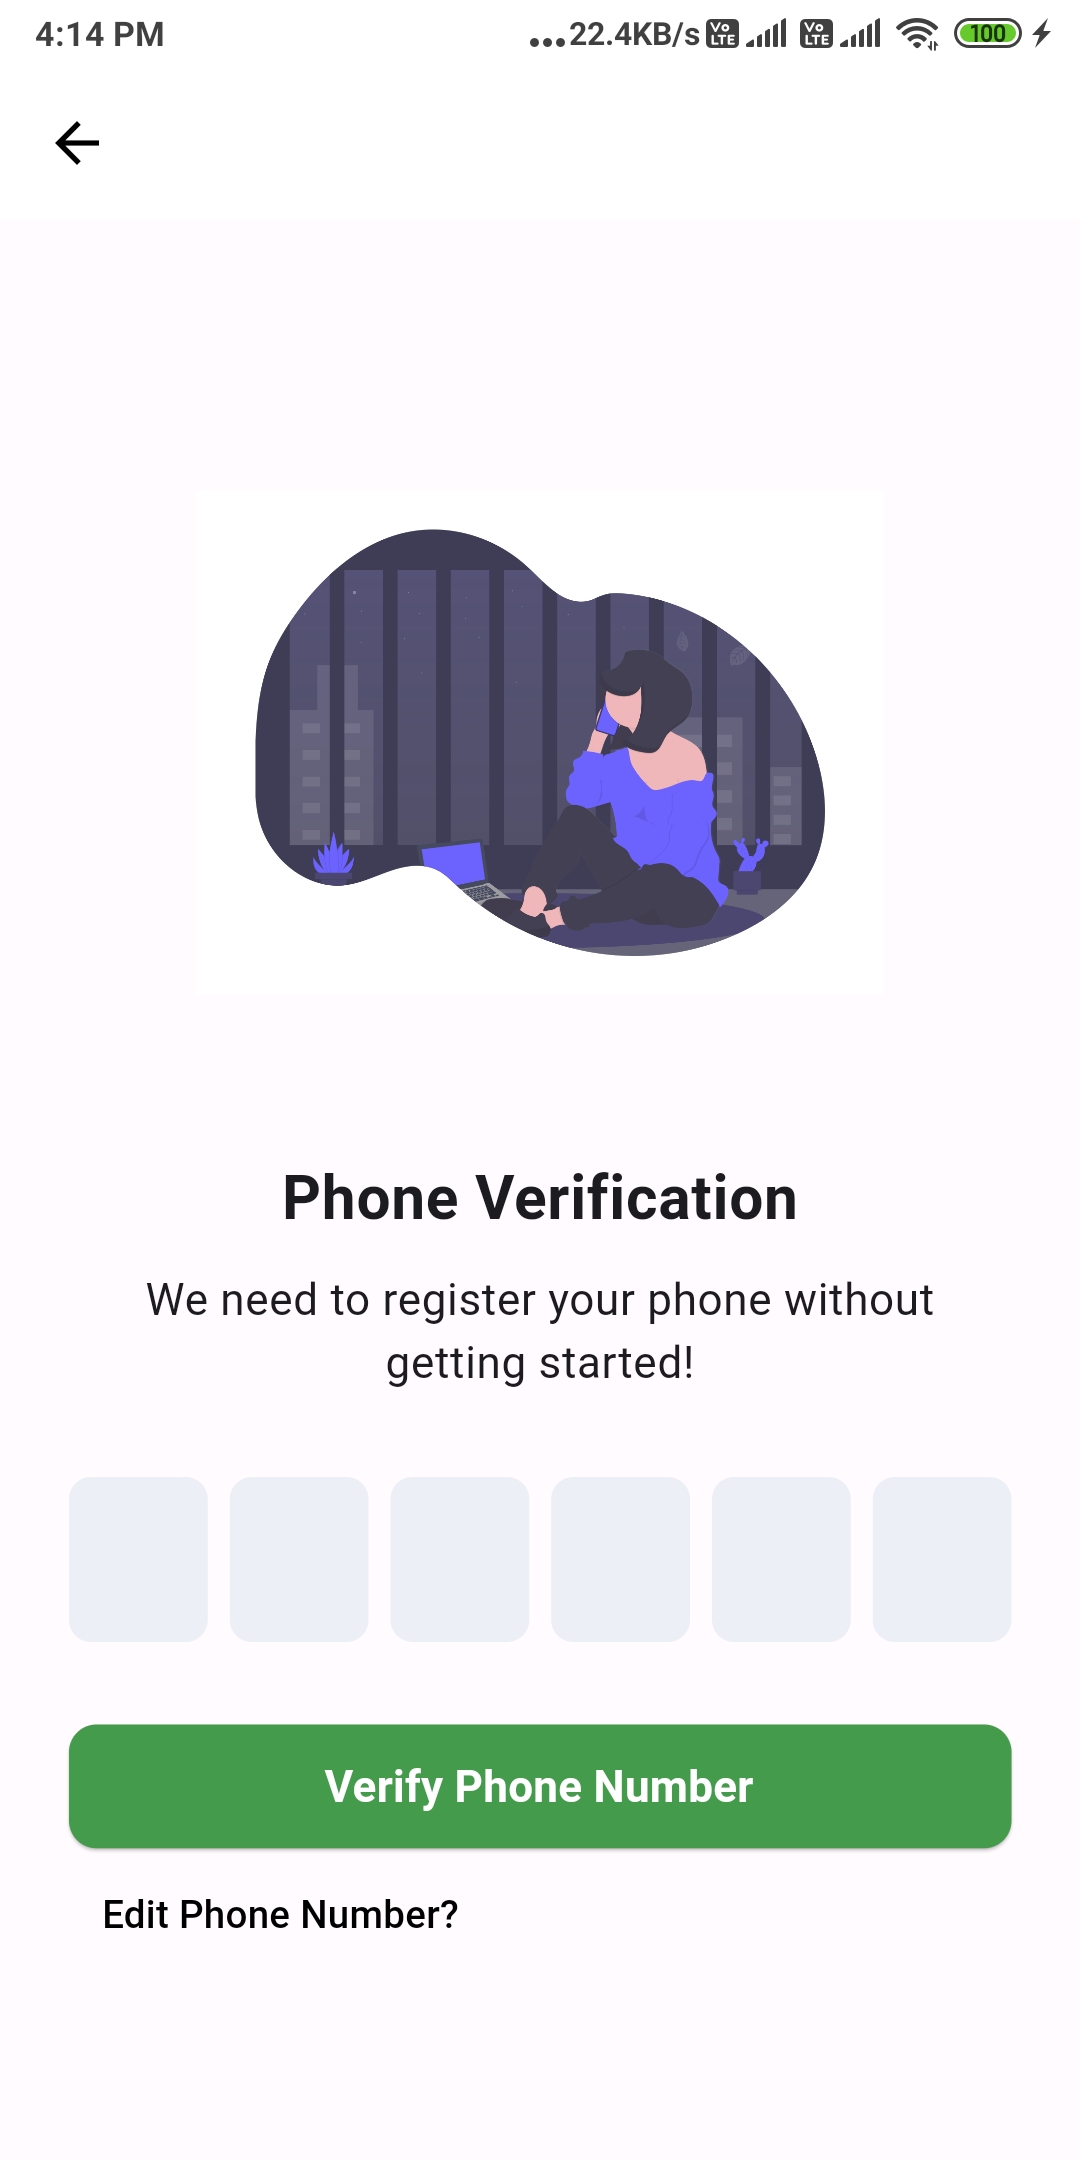 4:14 PM ...22.4KB/s Vo LTE Vo LTE 100
Phone Verification
We need to register your phone without
getting started!
Verify Phone Number
Edit Phone Number?